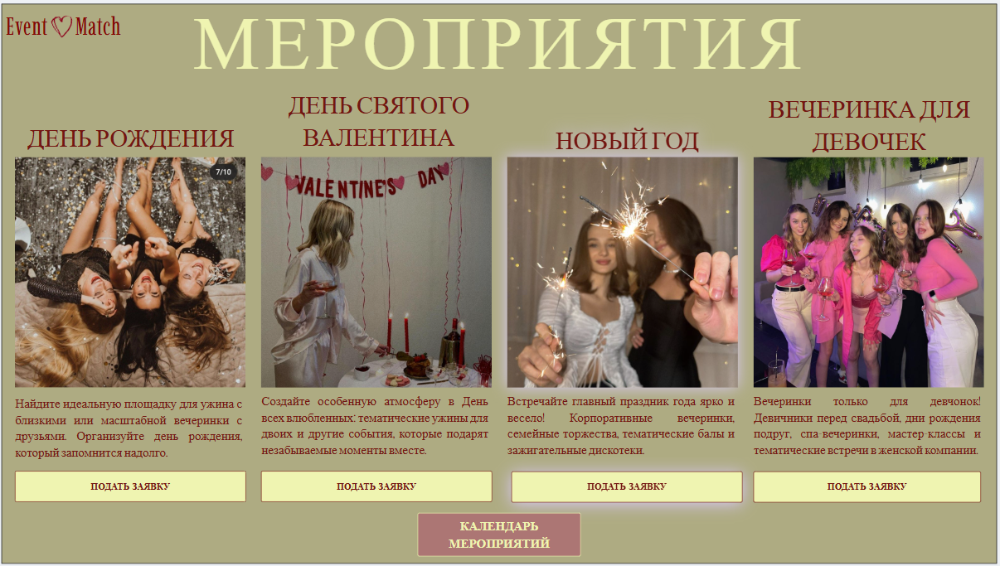 Event Match
МЕРОПРИЯТИЯ
ДЕНЬ РОЖДЕНИЯ
7/10
Найдите идеальную площадку для ужина с
близкими или масштабной вечеринки с
друзьями. Организуйте день рождения,
который запомнится надолго.
ПОДАТЬ ЗАЯВКУ
ДЕНЬ СВЯТОГО
ВАЛЕНТИНА
VALENTINE'S DAY
Создайте особенную атмосферу в День
всех влюбленных: тематические ужины для
двоих и другие события, которые подарят
незабываемые моменты вместе.
ПОДАТЬ ЗАЯВКУ
НОВЫЙ ГОД
Встречайте главный праздник года ярко и
весело! Корпоративные вечеринки,
семейные торжества, тематические балы и
зажигательные дискотеки.
ПОДАТЬ ЗАЯВКУ
ВЕЧЕРИНКА ДЛЯ
ДЕВОЧЕК
Вечеринки только для девчонок!
Девичники перед свадьбой, дни рождения
подруг, спа-вечеринки, мастер-классы и
тематические встречи в женской компании.
ПОДАТЬ ЗАЯВКУ
КАЛЕНДАРЬ
МЕРОПРИЯТИЙ